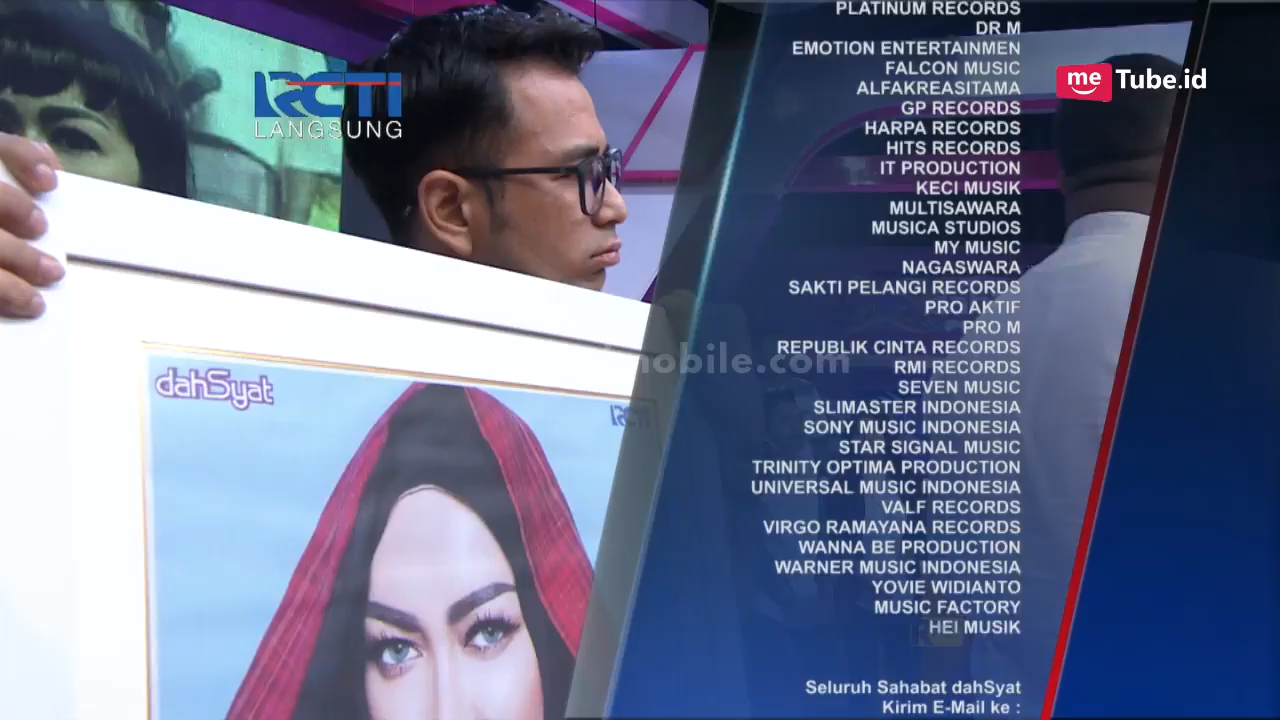 RCTI
LANGSUNG
me Tube.id
PLATINUM RECORDS
DR M
EMOTION ENTERTAINMEN
FALCON MUSIC
ALFAKREASITAMA
GP RECORDS
HARPA RECORDS
HITS RECORDS
IT PRODUCTION
KECI MUSIK
MULTISAWARA
MUSICA STUDIOS
MY MUSIC
NAGASWARA
SAKTI PELANGI RECORDS
PRO AKTIF
PRO M
REPUBLIK CINTA RECORDS
RMI RECORDS
SEVEN MUSIC
SLIMASTER INDONESIA
SONY MUSIC INDONESIA
STAR SIGNAL MUSIC
TRINITY OPTIMA PRODUCTION
UNIVERSAL MUSIC INDONESIA
VALF RECORDS
VIRGO RAMAYANA RECORDS
WANNA BE PRODUCTION
WARNER MUSIC INDONESIA
YOVIE WIDIANTO
MUSIC FACTORY
HEI MUSIK
Seluruh Sahabat dahSyat
Kirim E-Mail ke :
dahSyat
RCTI